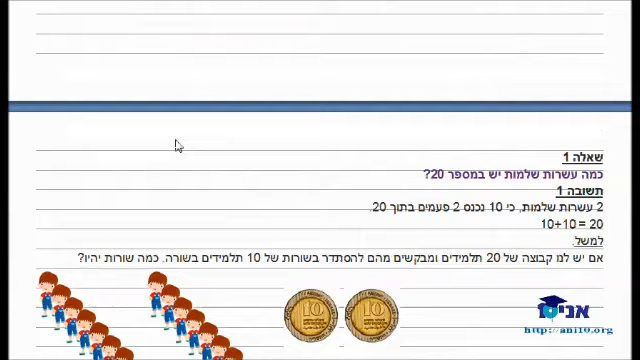 שאלה 1
כמה עשרות שלמות יש במספר 20?
תשובה 1
2 עשרות שלמות, כי 10 נכנס 2 פעמים בתוך 20.
10+10 = 20
למשל,
אם יש לנו קבוצה של 20 תלמידים ומבקשים מהם להסתדר בשורות של 10 תלמידים בשורה. כמה שורות יהיו?
10 10
http://ani10.org